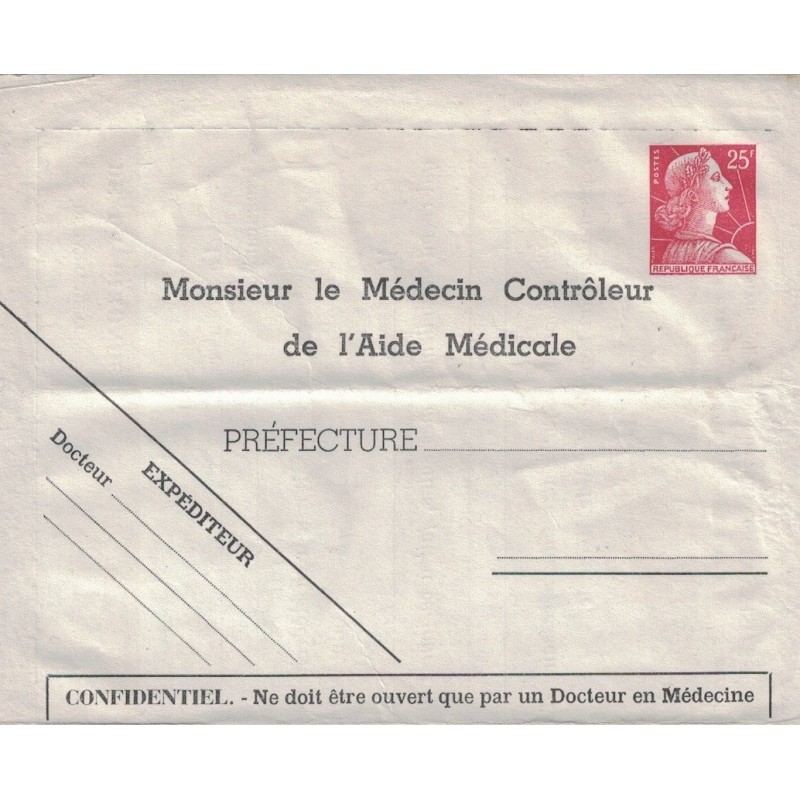 POSTES
25F
RÉPUBLIQUE FRANÇAISE
Monsieur le Médecin Contrôleur
de l'Aide Médicale
PRÉFECTURE
EXPÉDITEUR
Docteur
CONFIDENTIEL. - Ne doit être ouvert que par un Docteur en Médecine